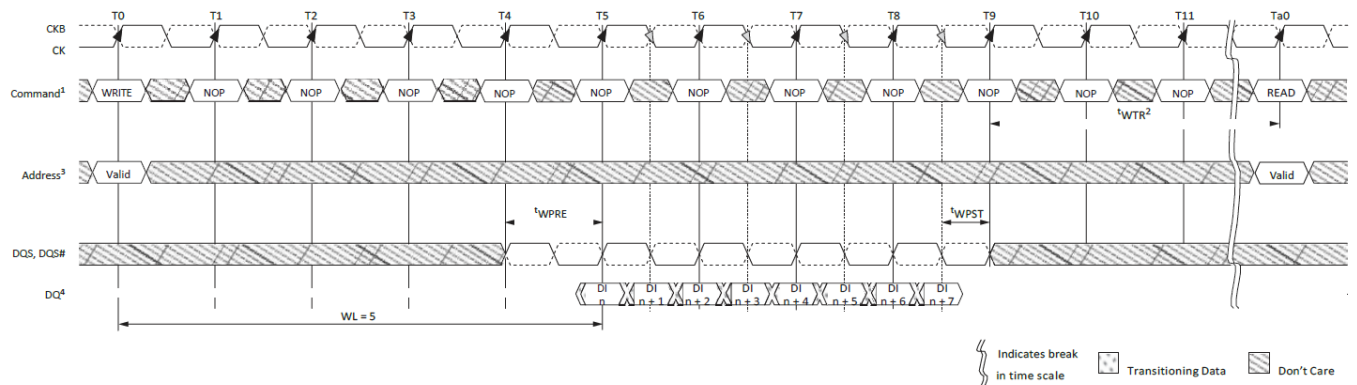 T0 T1 T2 T3 T4 T5 T6 T7 T8 T9 T10 T11 Ta0
CKB
CK
Command¹ WRITE NOP NOP NOP NOP NOP NOP NOP NOP NOP NOP NOP READ
tWTR²
Address³ Valid Valid
tWPRE tWPST
DQS, DQS#
DQ⁴ DI n DI n + 1 DI n + 2 DI n + 3 DI n + 4 DI n + 5 DI n + 6 DI n + 7
WL = 5
Indicates break
in time scale
Transitioning Data
Don't Care